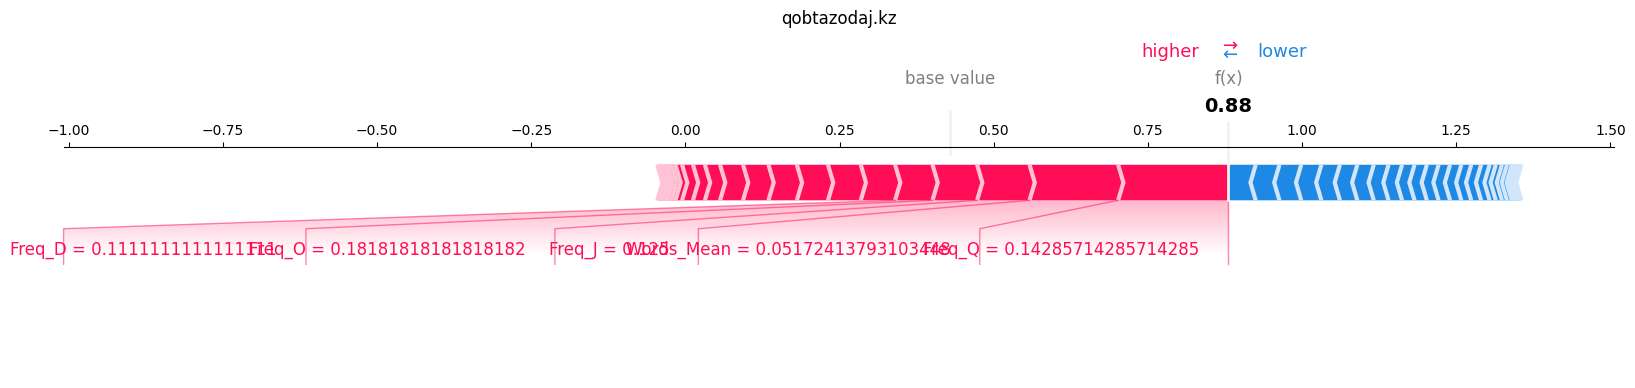 qobtazodaj.kz
higher ⇄ lower
base value f(x)
0.88
−1.00 −0.75 −0.50 −0.25 0.00 0.25 0.50 0.75 1.00 1.25 1.50
Freq_D = 0.1111111111111111 Freq_O = 0.18181818181818182 Freq_J = 0.125 Words_Mean = 0.05172413793103448 Freq_Q = 0.14285714285714285